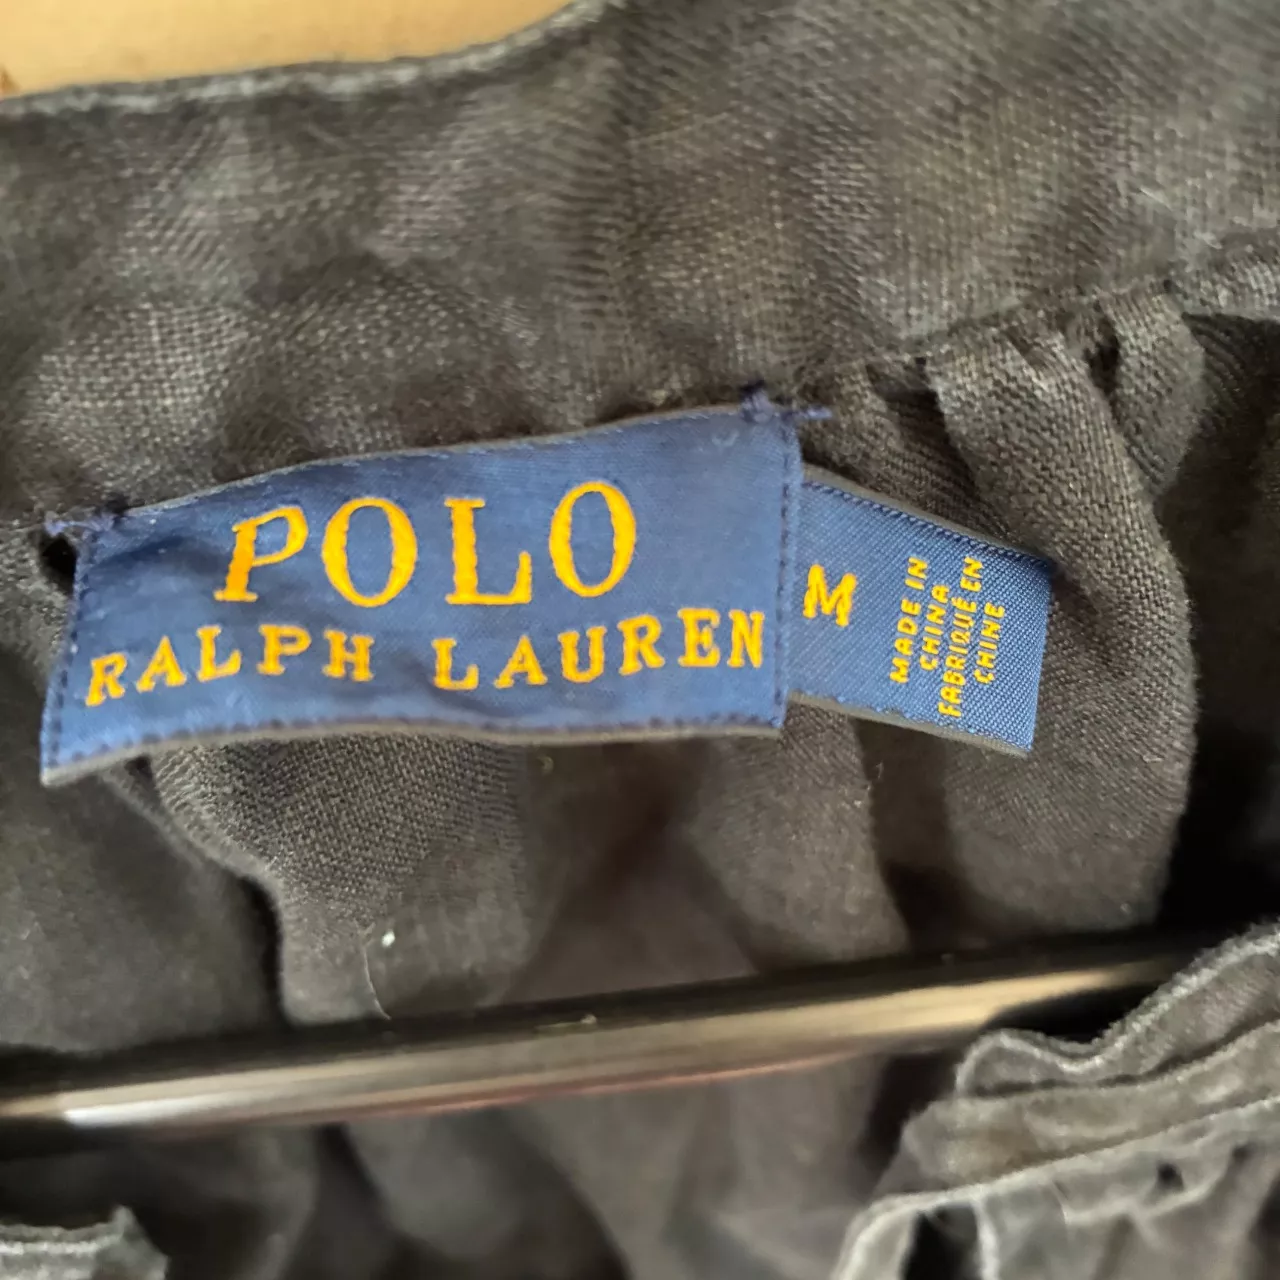 POLO
RALPH LAUREN
M
MADE IN
CHINA
FABRIQUÉ EN
CHINE